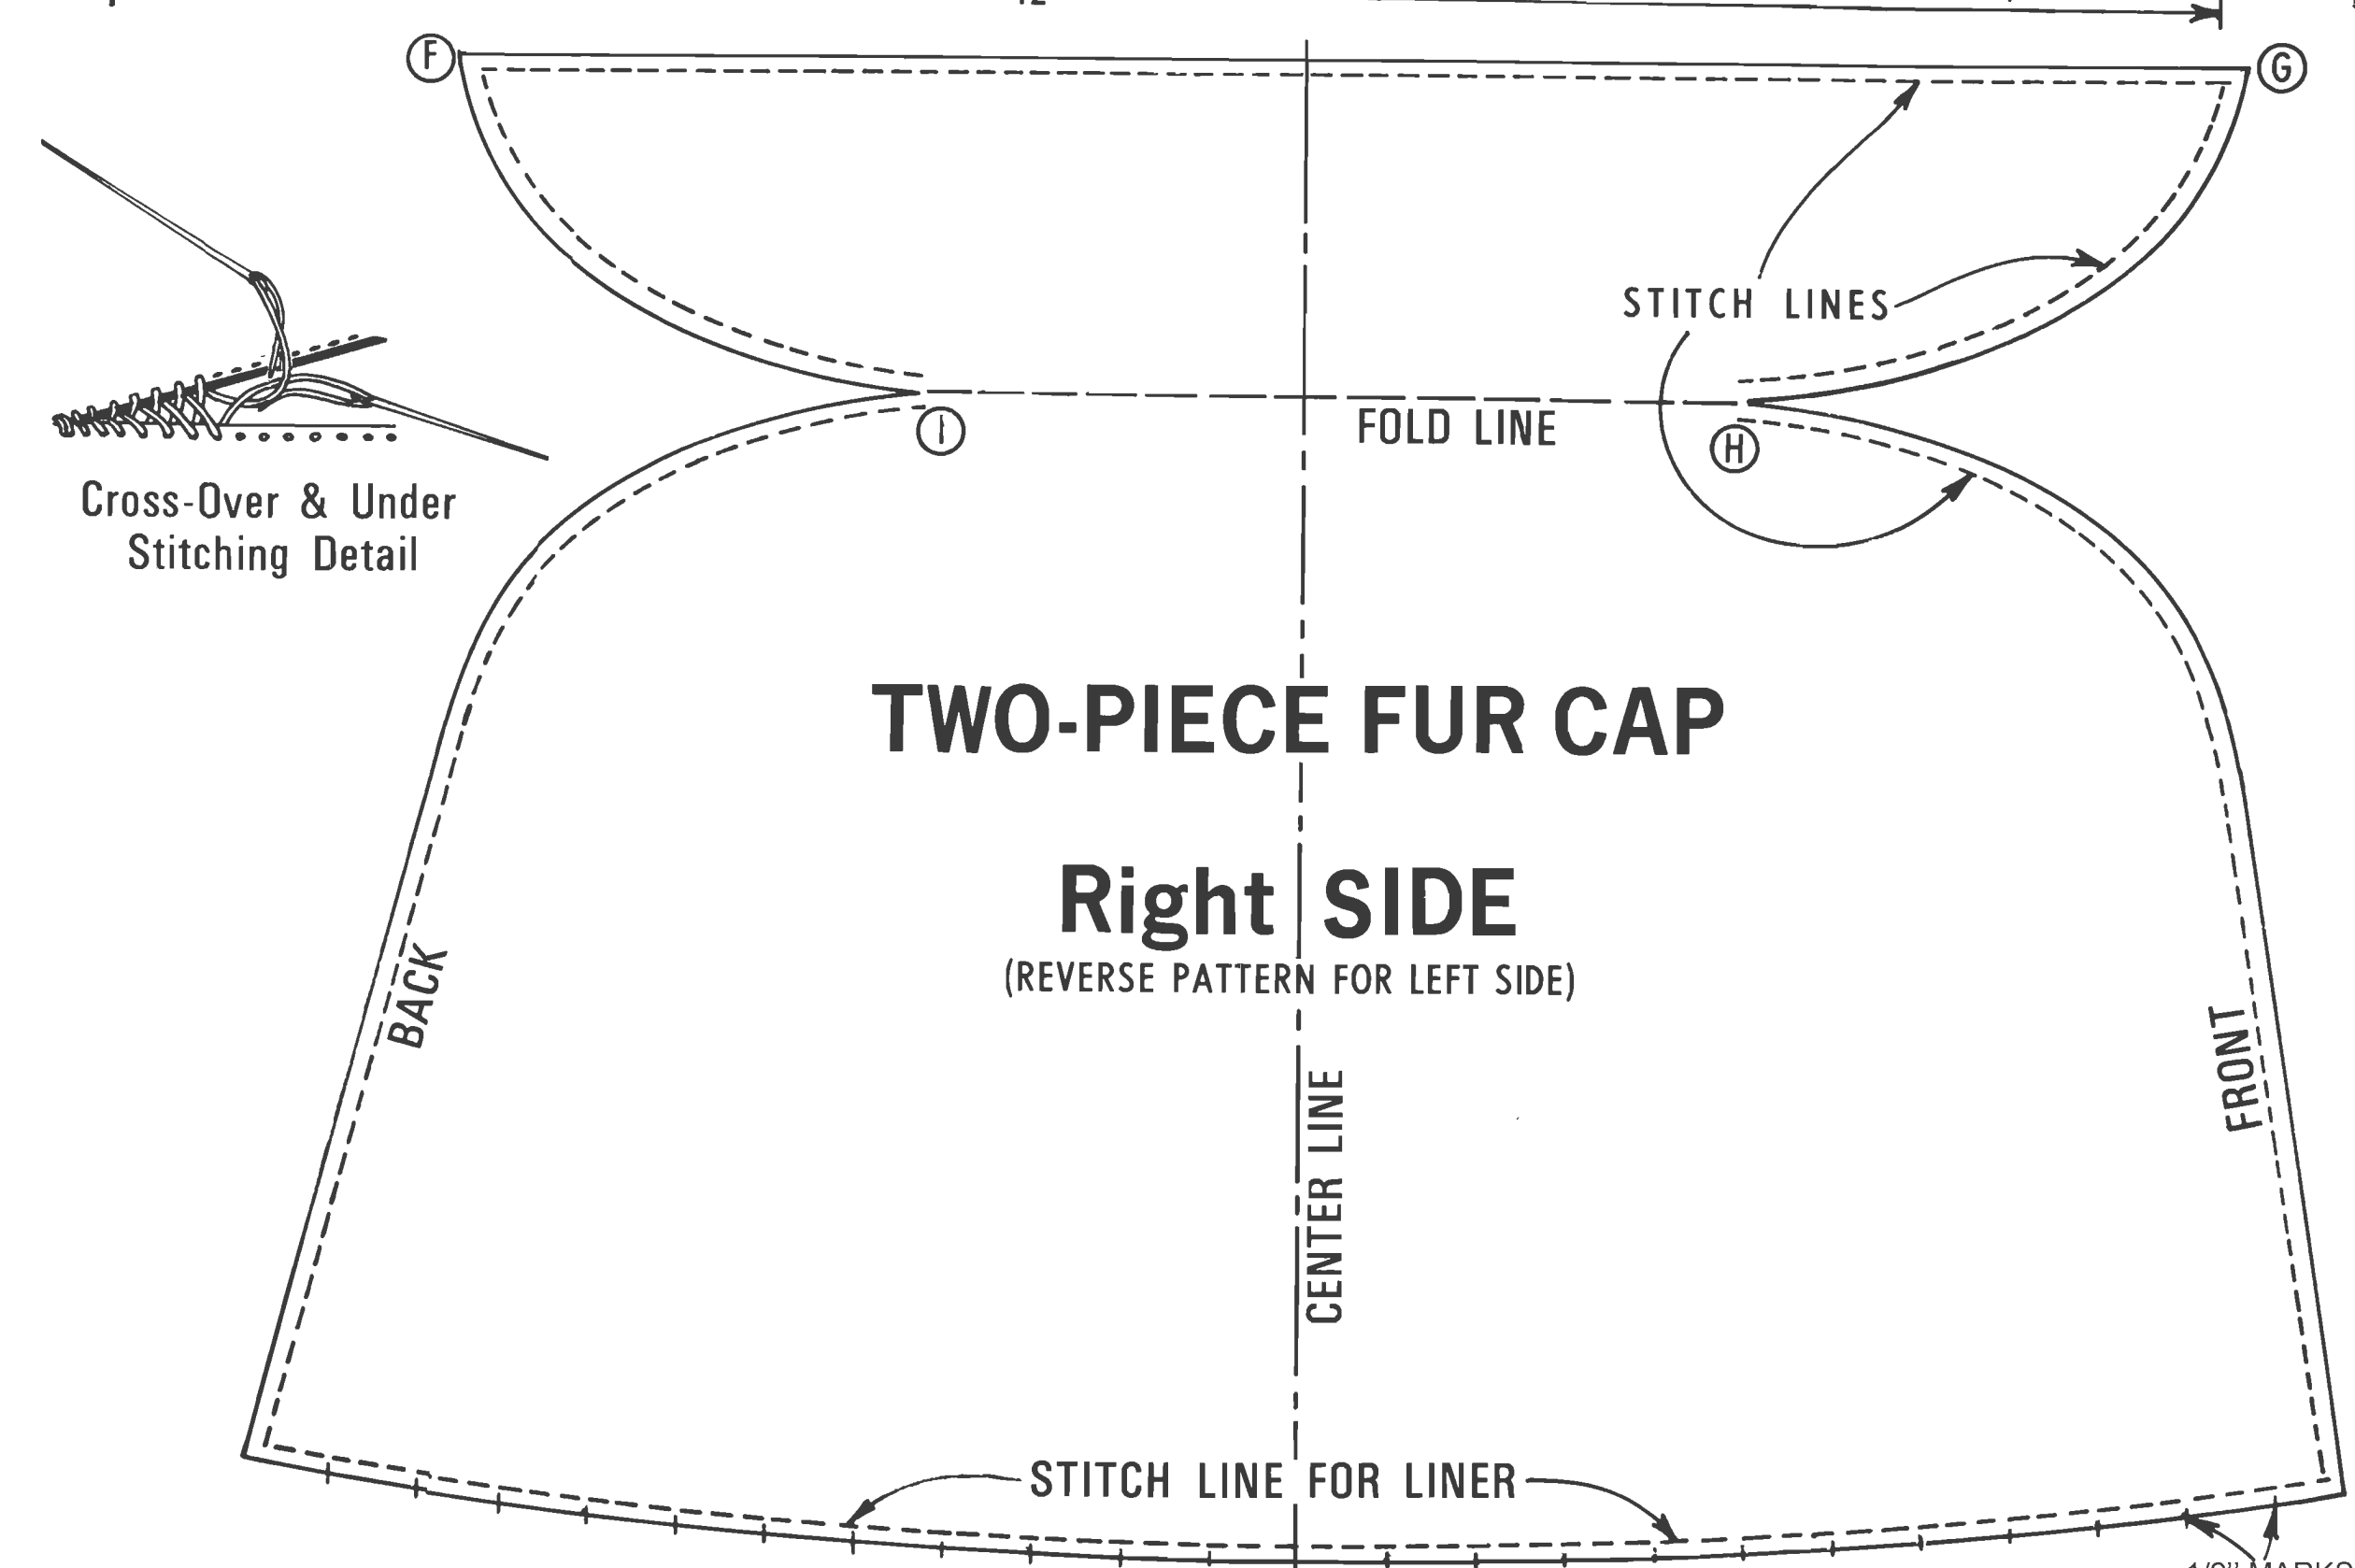 F
G
STITCH LINES
FOLD LINE
I
H
Cross-Over & Under
Stitching Detail
TWO-PIECE FUR CAP
Right SIDE
(REVERSE PATTERN FOR LEFT SIDE)
BACK
FRONT
CENTER LINE
STITCH LINE FOR LINER